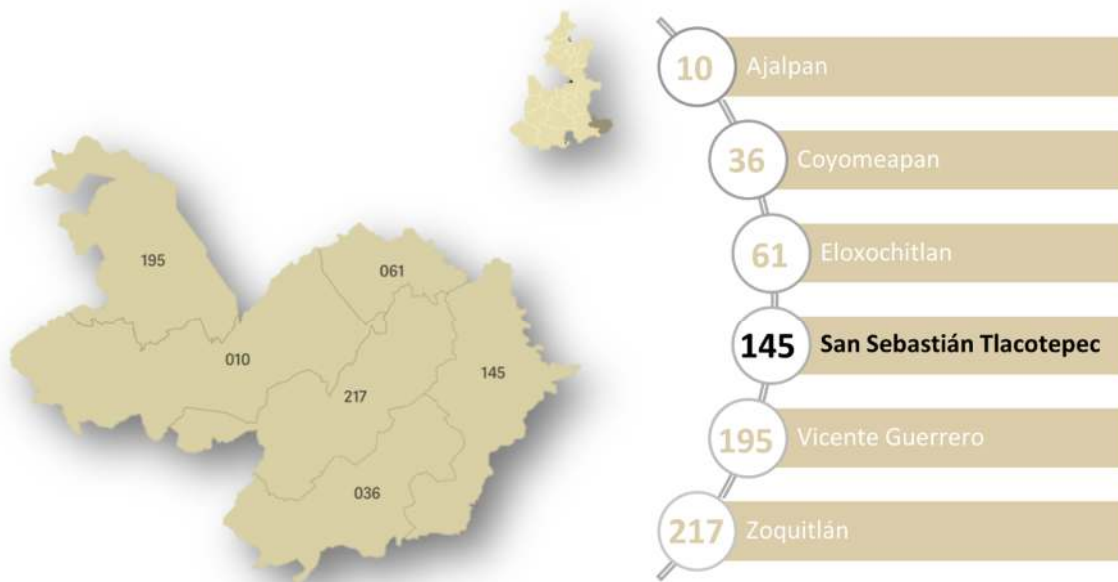 195
061
010
217
145
036
10 Ajalpan
36 Coyomeapan
61 Eloxochitlan
145 San Sebastián Tlacotepec
195 Vicente Guerrero
217 Zoquitlán